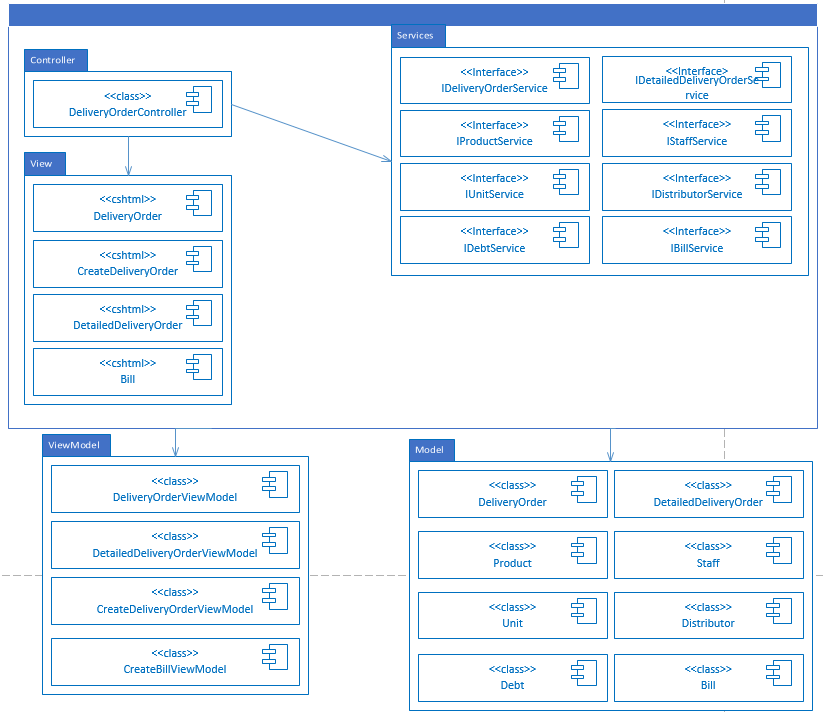 Controller
<<class>>
DeliveryOrderController
View
<<cshtml>>
DeliveryOrder
<<cshtml>>
CreateDeliveryOrder
<<cshtml>>
DetailedDeliveryOrder
<<cshtml>>
Bill
Services
<<Interface>>
IDeliveryOrderService
<<Interface>
IDetailedDeliveryOrderSe
rvice
<<Interface>>
IProductService
<<Interface>>
IStaffService
<<Interface>>
IUnitService
<<Interface>>
IDistributorService
<<Interface>>
IDebtService
<<Interface>>
IBillService
ViewModel
<<class>>
DeliveryOrderViewModel
<<class>>
DetailedDeliveryOrderViewModel
<<class>>
CreateDeliveryOrderViewModel
<<class>>
CreateBillViewModel
Model
<<class>>
DeliveryOrder
<<class>>
DetailedDeliveryOrder
<<class>>
Product
<<class>>
Staff
<<class>>
Unit
<<class>>
Distributor
<<class>>
Debt
<<class>>
Bill